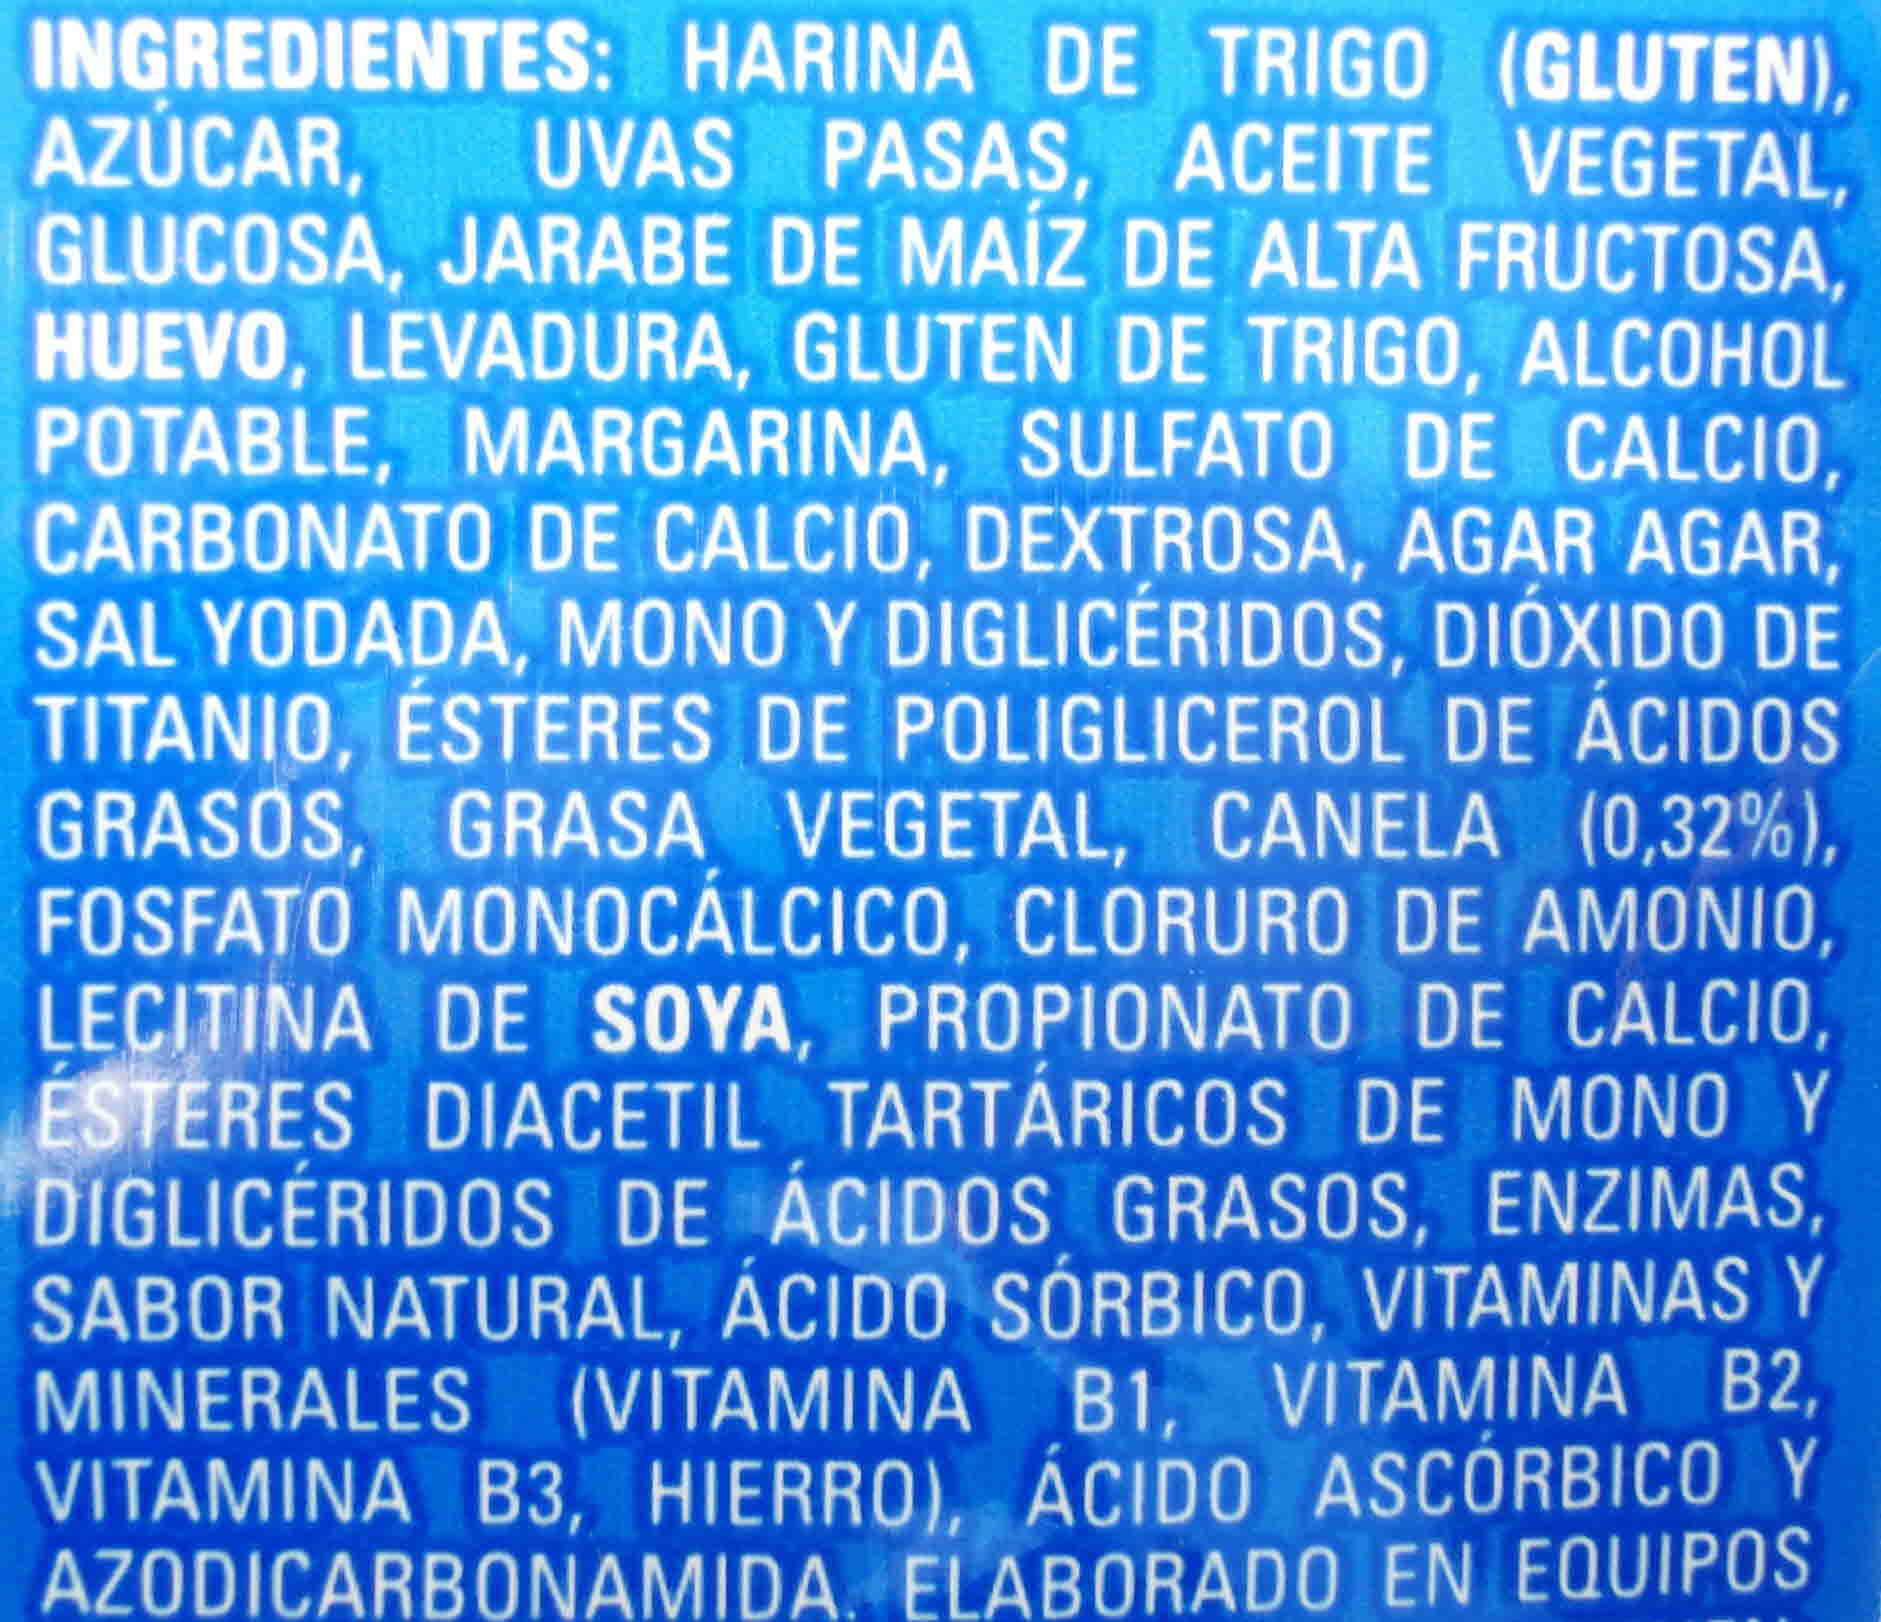 INGREDIENTES: HARINA DE TRIGO (GLUTEN),
AZÚCAR, UVAS PASAS, ACEITE VEGETAL,
GLUCOSA, JARABE DE MAÍZ DE ALTA FRUCTOSA,
HUEVO, LEVADURA, GLUTEN DE TRIGO, ALCOHOL
POTABLE, MARGARINA, SULFATO DE CALCIO,
CARBONATO DE CALCIO, DEXTROSA, AGAR AGAR,
SAL YODADA, MONO Y DIGLICÉRIDOS, DIÓXIDO DE
TITANIO, ÉSTERES DE POLIGLICEROL DE ÁCIDOS
GRASOS, GRASA VEGETAL, CANELA (0,32%),
FOSFATO MONOCÁLCICO, CLORURO DE AMONIO,
LECITINA DE SOYA, PROPIONATO DE CALCIO,
ÉSTERES DIACETIL TARTÁRICOS DE MONO Y
DIGLICÉRIDOS DE ÁCIDOS GRASOS, ENZIMAS,
SABOR NATURAL, ÁCIDO SÓRBICO, VITAMINAS Y
MINERALES (VITAMINA B1, VITAMINA B2,
VITAMINA B3, HIERRO), ÁCIDO ASCÓRBICO Y
AZODICARBONAMIDA. ELABORADO EN EQUIPOS